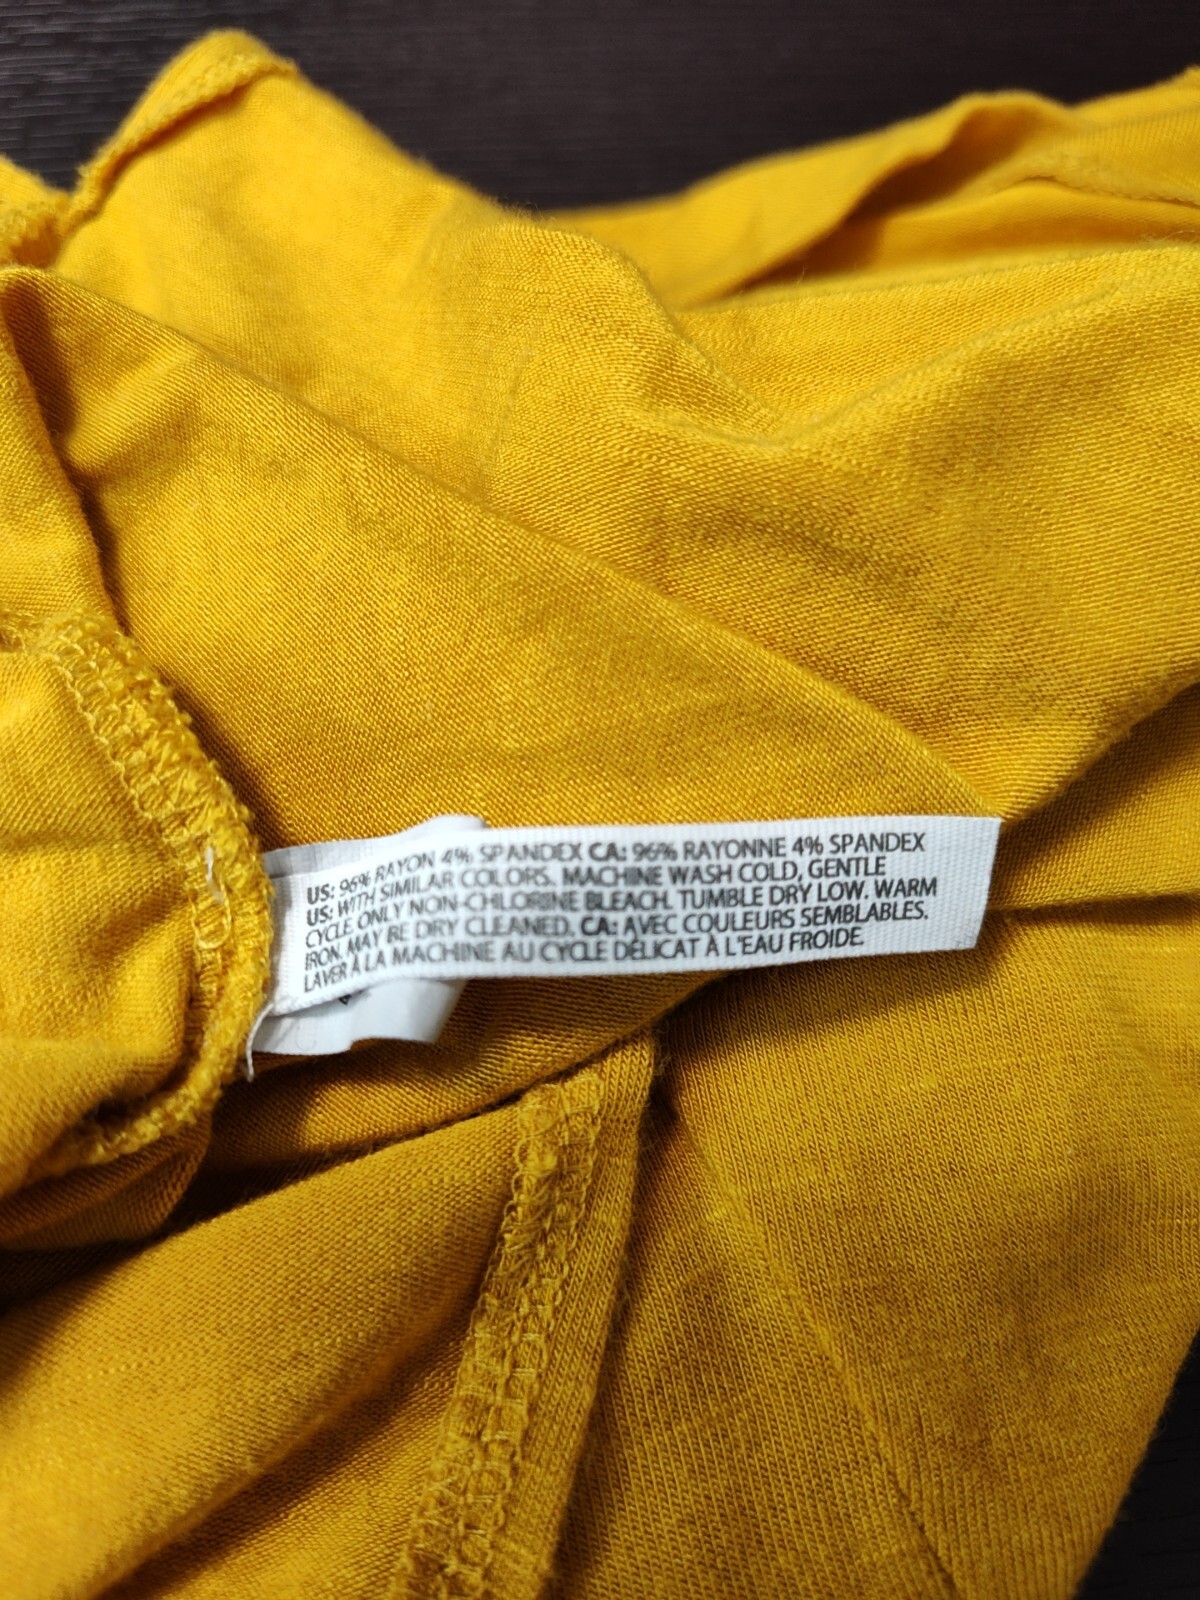 US: 96% RAYON 4% SPANDEX CA: 96% RAYONNE 4% SPANDEX
US: WITH SIMILAR COLORS. MACHINE WASH COLD, GENTLE
CYCLE. ONLY NON-CHLORINE BLEACH. TUMBLE DRY LOW. WARM
IRON. MAY BE DRY CLEANED. CA: AVEC COULEURS SEMBLABLES.
LAVER À LA MACHINE AU CYCLE DÉLICAT À L'EAU FROIDE.